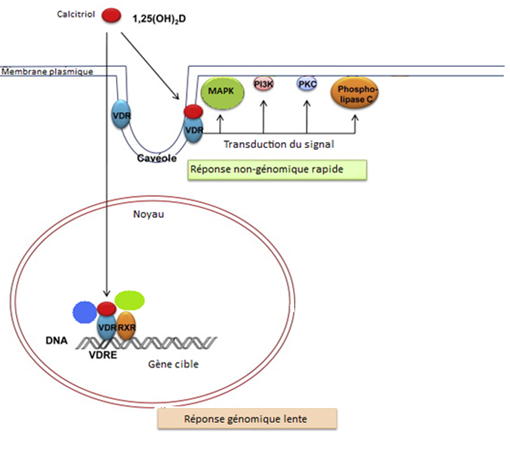 Calcitriol
1,25(OH)₂D
Membrane plasmique
MAPK
PI3K
PKC
Phospho-
lipase C
VDR
VDR
Transduction du signal
Cavéole
Réponse non-génomique rapide
Noyau
VDR RXR
DNA
VDRE
Gène cible
Réponse génomique lente